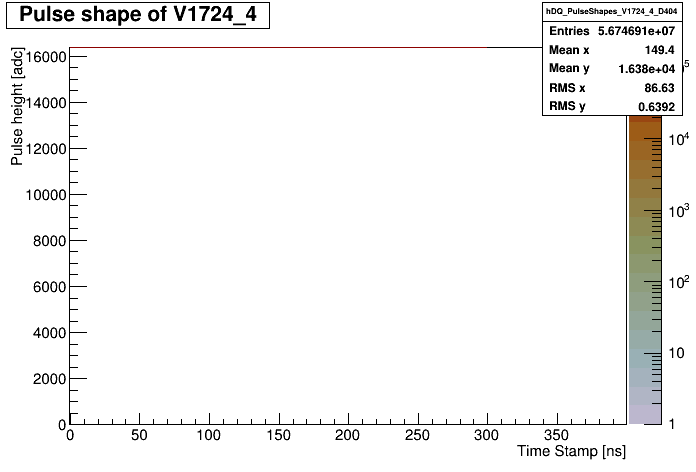 Pulse shape of V1724_4
hDQ_PulseShapes_V1724_4_D404
Entries 5.674691e+07
Mean x 149.4
Mean y 1.638e+04
RMS x 86.63
RMS y 0.6392
Pulse height [adc]
16000
14000
12000
10000
8000
6000
4000
2000
0
0 50 100 150 200 250 300 350
Time Stamp [ns]
5
10⁴
10³
10²
10
1